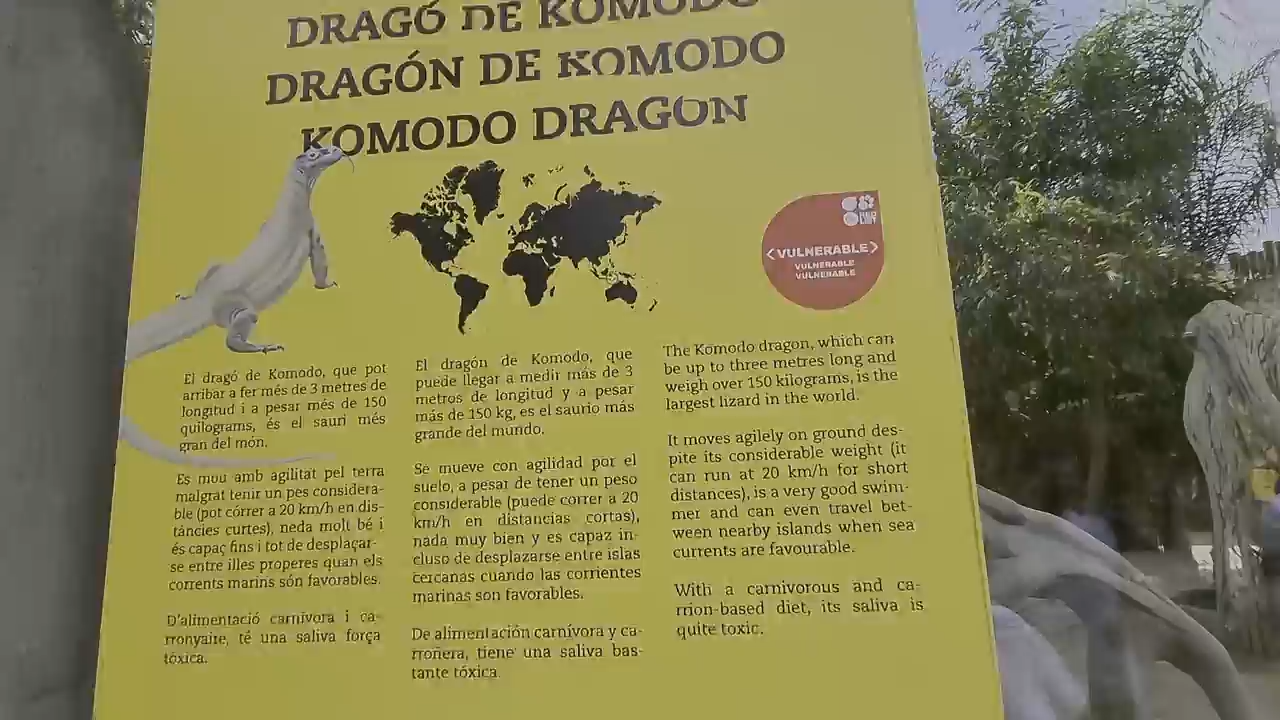 DRAGÓ DE KOMODO
DRAGÓN DE KOMODO
KOMODO DRAGON
<VULNERABLE>
VULNERABLE
VULNERABLE
El dragó de Komodo, que pot
arribar a fer més de 3 metres de
longitud i a pesar més de 150
quilograms, és el sauri més
gran del món.
Es mou amb agilitat pel terra
malgrat tenir un pes considera-
ble (pot córrer a 20 km/h en dis-
tàncies curtes), neda molt bé i
és capaç fins i tot de desplaçar-
se entre illes properes quan els
corrents marins són favorables.
D'alimentació carnívora i ca-
rronyaire, té una saliva força
tòxica.
El dragón de Komodo, que
puede llegar a medir más de 3
metros de longitud y a pesar
más de 150 kg, es el saurio más
grande del mundo.
Se mueve con agilidad por el
suelo, a pesar de tener un peso
considerable (puede correr a 20
km/h en distancias cortas),
nada muy bien y es capaz in-
cluso de desplazarse entre islas
cercanas cuando las corrientes
marinas son favorables.
De alimentación carnívora y ca-
rroñera, tiene una saliva bas-
tante tóxica.
The Komodo dragon, which can
be up to three metres long and
weigh over 150 kilograms, is the
largest lizard in the world.
It moves agilely on ground des-
pite its considerable weight (it
can run at 20 km/h for short
distances), is a very good swim-
mer and can even travel bet-
ween nearby islands when sea
currents are favourable.
With a carnivorous and ca-
rrion-based diet, its saliva is
quite toxic.